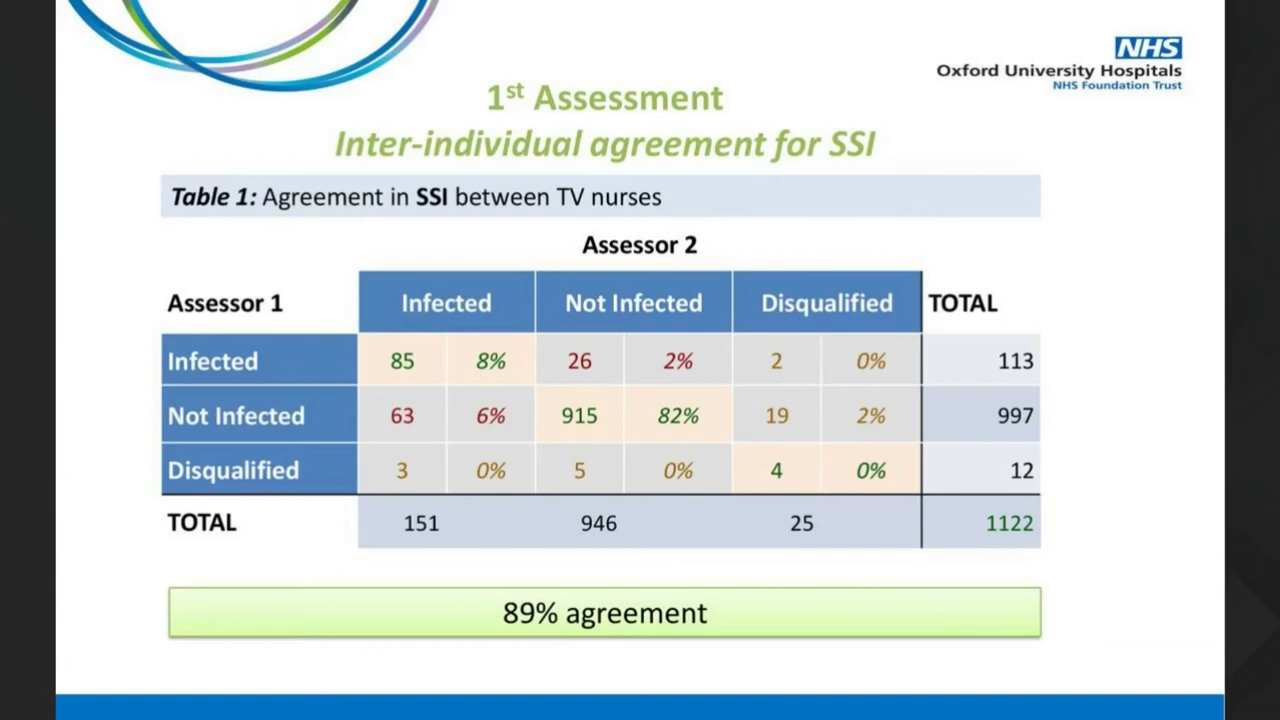 NHS
Oxford University Hospitals
NHS Foundation Trust
1st Assessment
Inter-individual agreement for SSI
Table 1: Agreement in SSI between TV nurses
Assessor 2
Assessor 1 Infected Not Infected Disqualified TOTAL
Infected 85 8% 26 2% 2 0% 113
Not Infected 63 6% 915 82% 19 2% 997
Disqualified 3 0% 5 0% 4 0% 12
TOTAL 151 946 25 1122
89% agreement